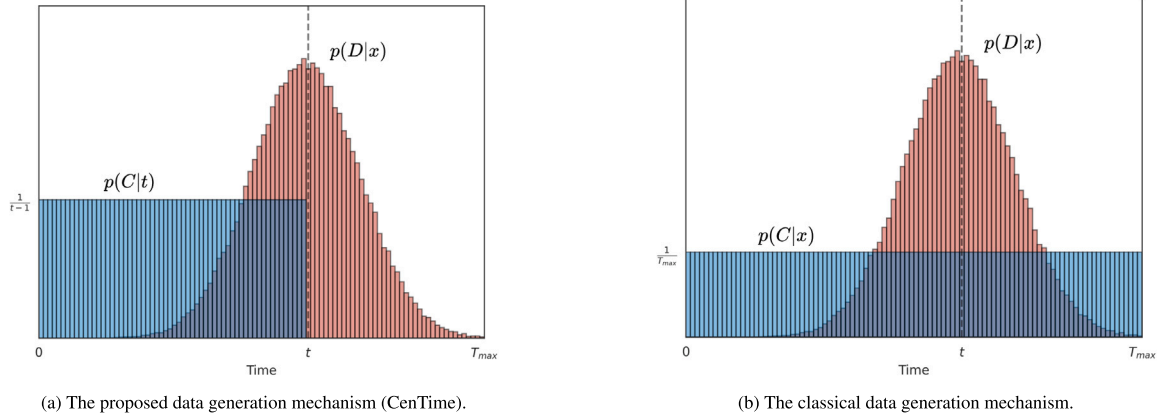 p(D|x)
p(C|t)
1
t−1
0
t
T_max
Time
(a) The proposed data generation mechanism (CenTime).
p(D|x)
p(C|x)
1
T_max
0
t
T_max
Time
(b) The classical data generation mechanism.